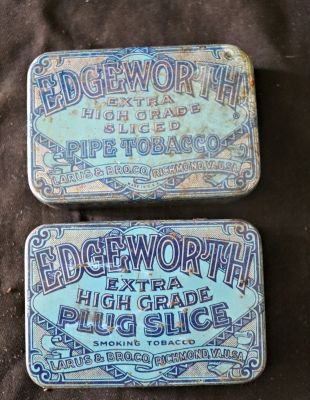 EDGEWORTH
EXTRA
HIGH GRADE
SLICED
PIPE TOBACCO
LARUS & BRO.CO. RICHMOND, VA. U.S.A.
EDGEWORTH
EXTRA
HIGH GRADE
PLUG SLICE
SMOKING TOBACCO
LARUS & BRO.CO. RICHMOND, VA. U.S.A.